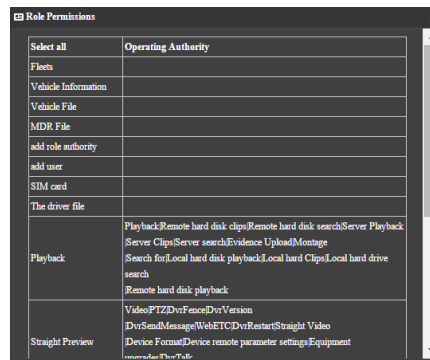 Role Permissions
Select all Operating Authority
Fleets
Vehicle Information
Vehicle File
MDR File
add role authority
add user
SIM card
The driver file
Playback
Playback|Remote hard disk clips|Remote hard disk search|Server Playback
|Server Clips|Server search|Evidence Upload|Montage
|Search for|Local hard disk playback|Local hard Clips|Local hard drive
search
|Remote hard disk playback
Straight Preview
Video|PTZ|DvrFence|DvrVersion
|DvrSendMessage|WebETC|DvrRestart|Straight Video
|Device Format|Device remote parameter settings|Equipment
upgrades|DvrTalk